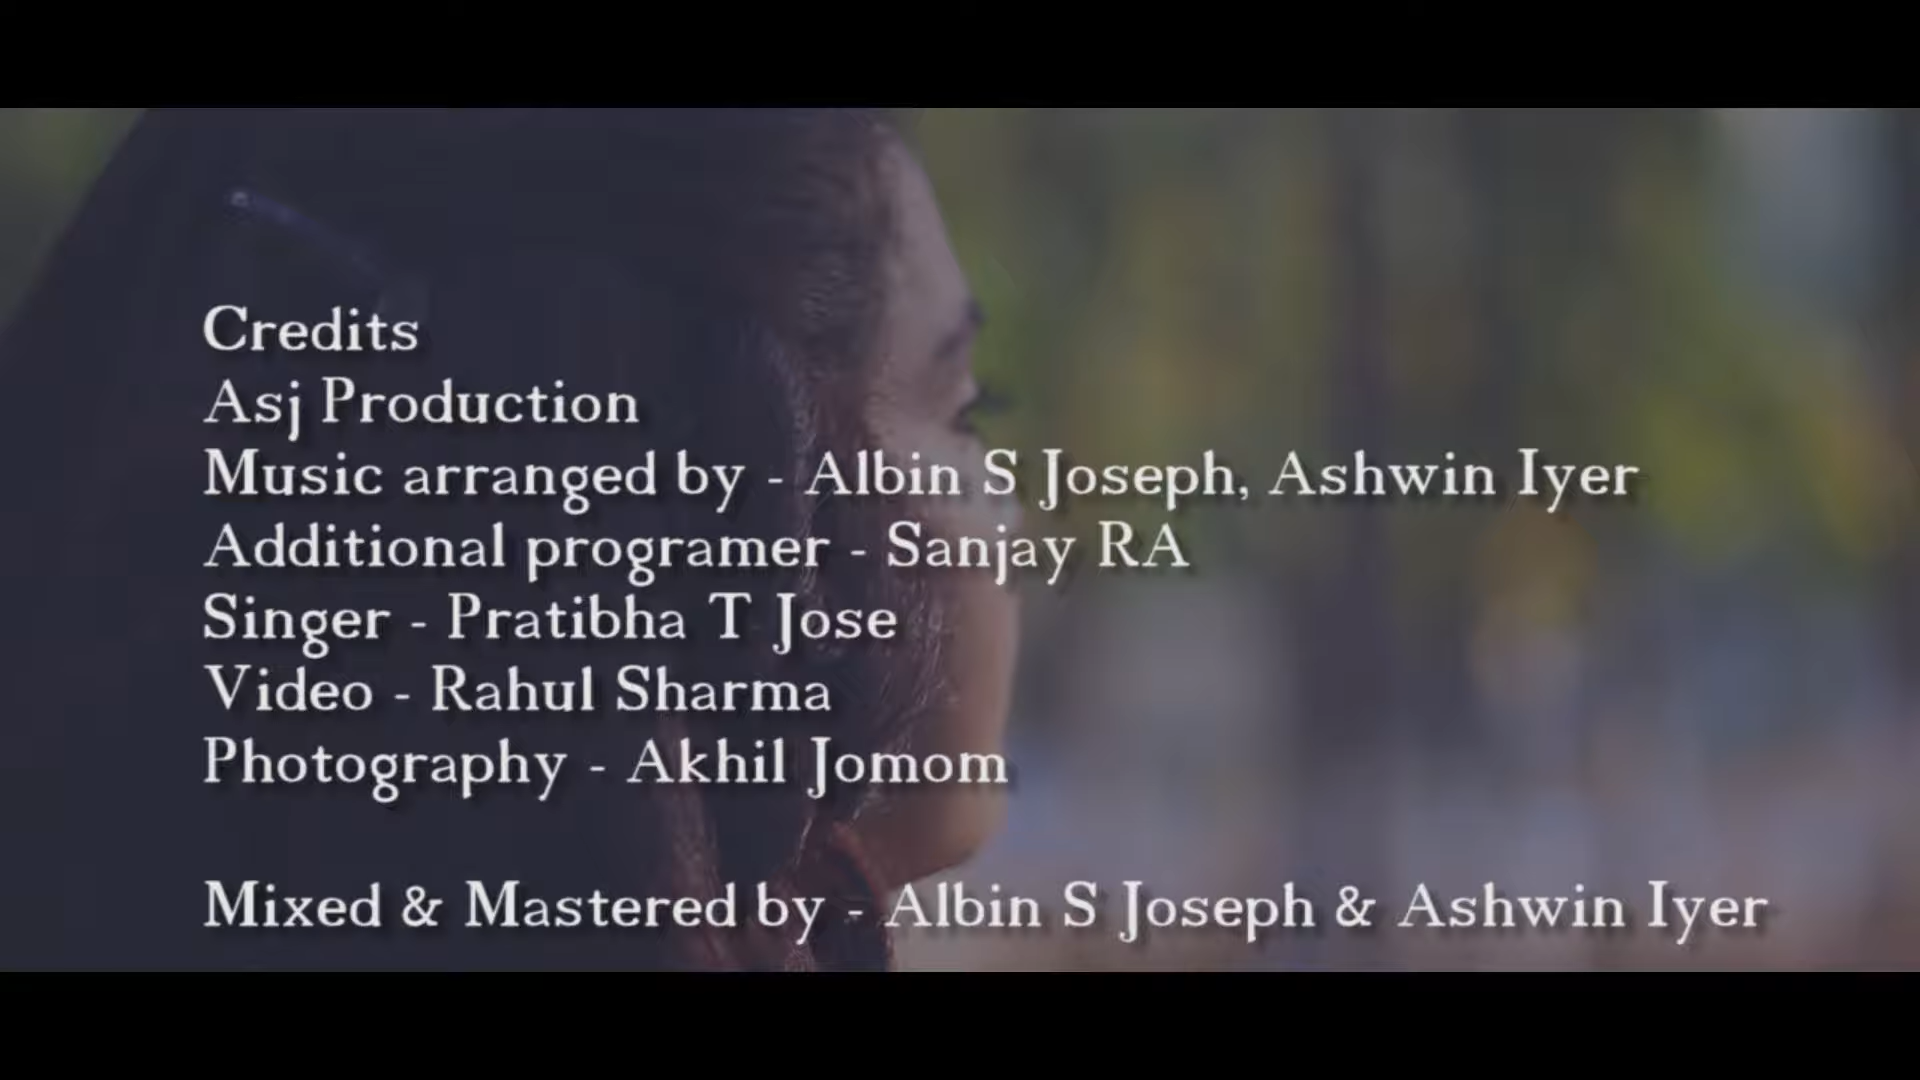 Credits
Asj Production
Music arranged by - Albin S Joseph, Ashwin Iyer
Additional programer - Sanjay RA
Singer - Pratibha T Jose
Video - Rahul Sharma
Photography - Akhil Jomom
Mixed & Mastered by - Albin S Joseph & Ashwin Iyer